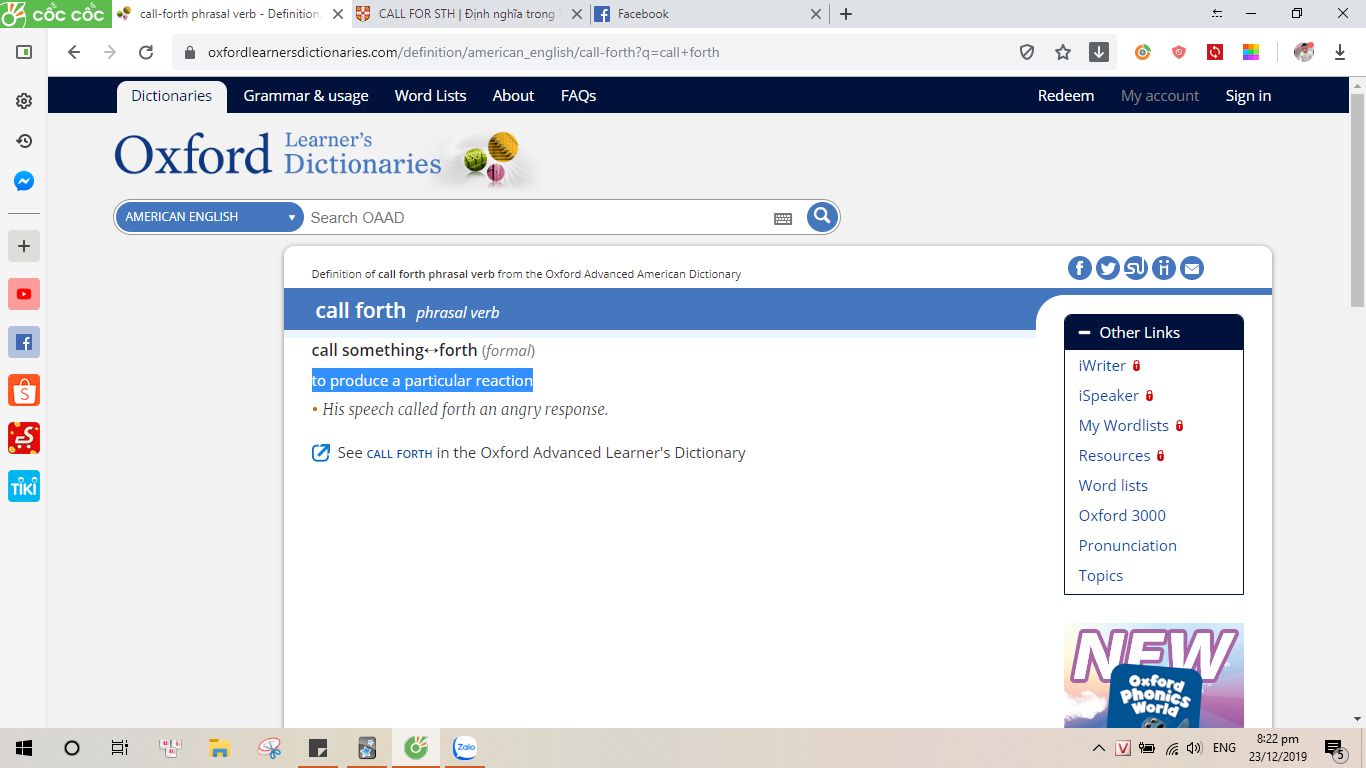 cốc cốc
call-forth phrasal verb - Definition,
CALL FOR STH | Định nghĩa trong T
Facebook
oxfordlearnersdictionaries.com/definition/american_english/call-forth?q=call+forth
Dictionaries
Grammar & usage
Word Lists
About
FAQs
Redeem
My account
Sign in
Oxford
Learner's
Dictionaries
AMERICAN ENGLISH
Search OAAD
Definition of call forth phrasal verb from the Oxford Advanced American Dictionary
call forth phrasal verb
call something↔forth (formal)
to produce a particular reaction
• His speech called forth an angry response.
See CALL FORTH in the Oxford Advanced Learner's Dictionary
Other Links
iWriter
iSpeaker
My Wordlists
Resources
Word lists
Oxford 3000
Pronunciation
Topics
NEW
Oxford
Phonics
World
TIKI
Zalo
ENG
8:22 pm
23/12/2019
5